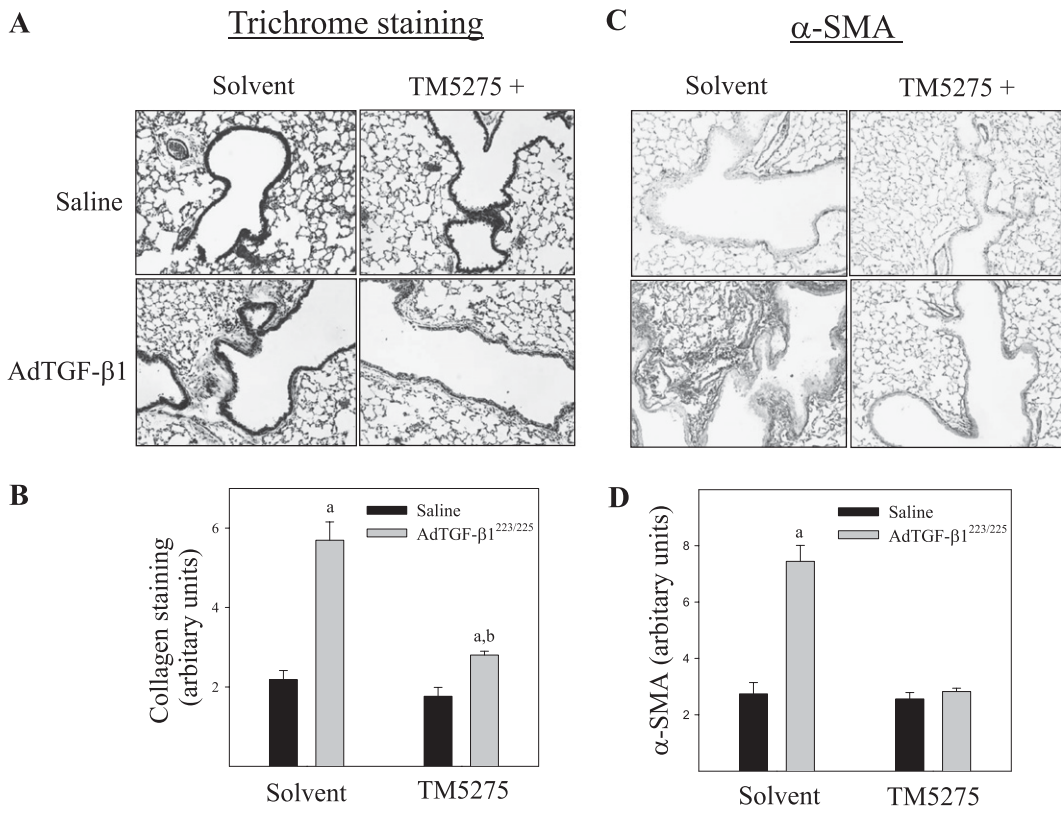 A
Trichrome staining
Solvent
TM5275 +
Saline
AdTGF-β1
C
α-SMA
Solvent
TM5275 +
B
Collagen staining
(arbitary units)
6
4
2
a
a,b
Saline
AdTGF-β1223/225
Solvent
TM5275
D
α-SMA (arbitary units)
8
6
4
2
a
Saline
AdTGF-β1223/225
Solvent
TM5275